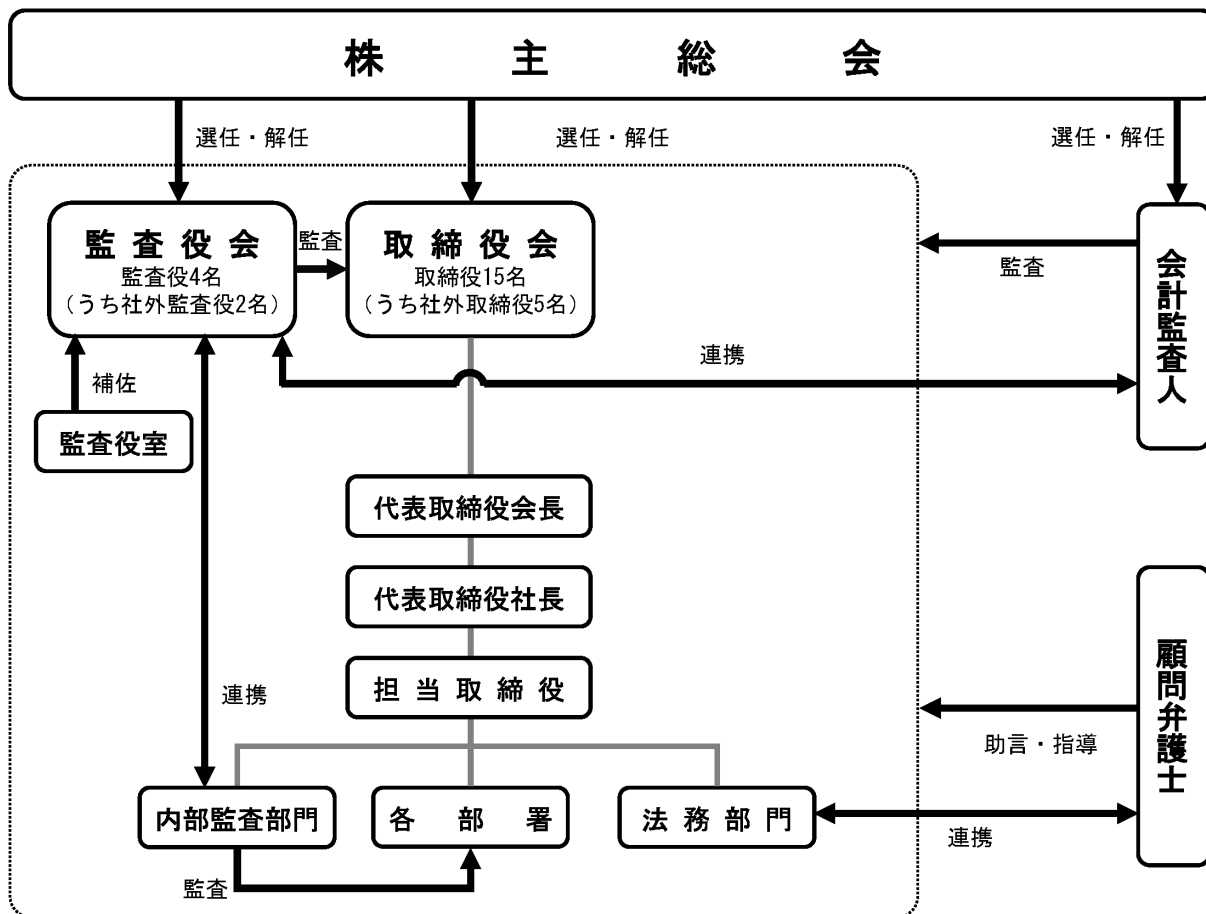 株主総会
選任・解任
選任・解任
選任・解任
監査役会
監査役4名
(うち社外監査役2名)
監査
取締役会
取締役15名
(うち社外取締役5名)
監査
会計監査人
連携
補佐
監査役室
代表取締役会長
代表取締役社長
担当取締役
連携
助言・指導
顧問弁護士
内部監査部門
各部署
法務部門
連携
監査